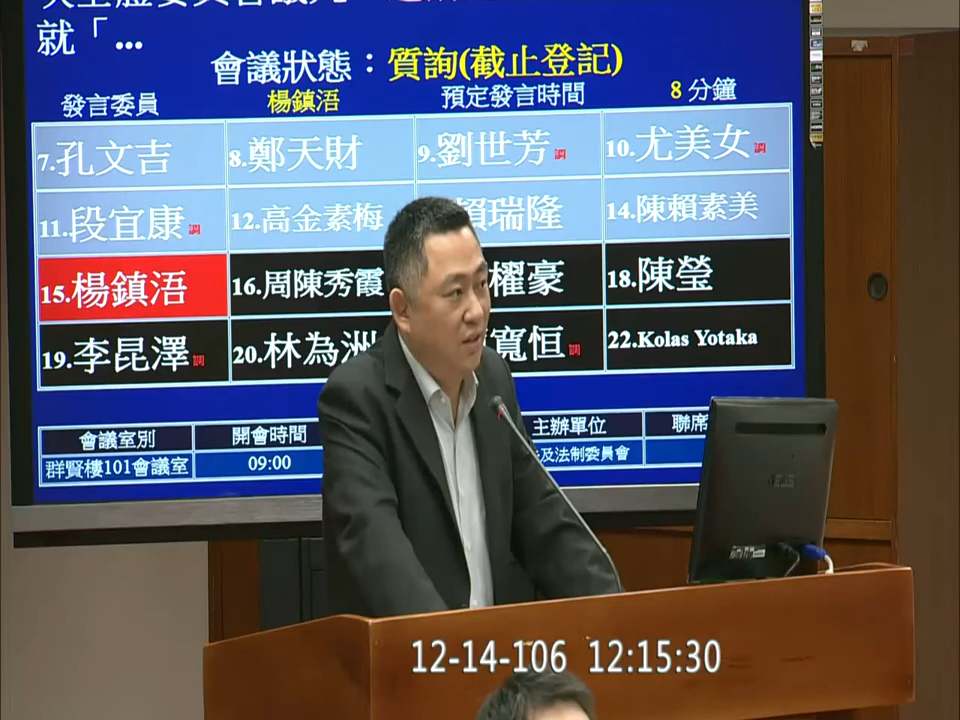 就「...
會議狀態：質詢(截止登記)
發言委員 楊鎮浯 預定發言時間 8 分鐘
7.孔文吉 8.鄭天財 9.劉世芳調 10.尤美女調
11.段宜康調 12.高金素梅 賴瑞隆 14.陳賴素美
15.楊鎮浯 16.周陳秀霞 櫂豪 18.陳瑩
19.李昆澤調 20.林為洲 寬恒調 22.Kolas Yotaka
會議室別 開會時間 主辦單位 聯席
群賢樓101會議室 09:00 及法制委員會
12-14-106 12:15:30